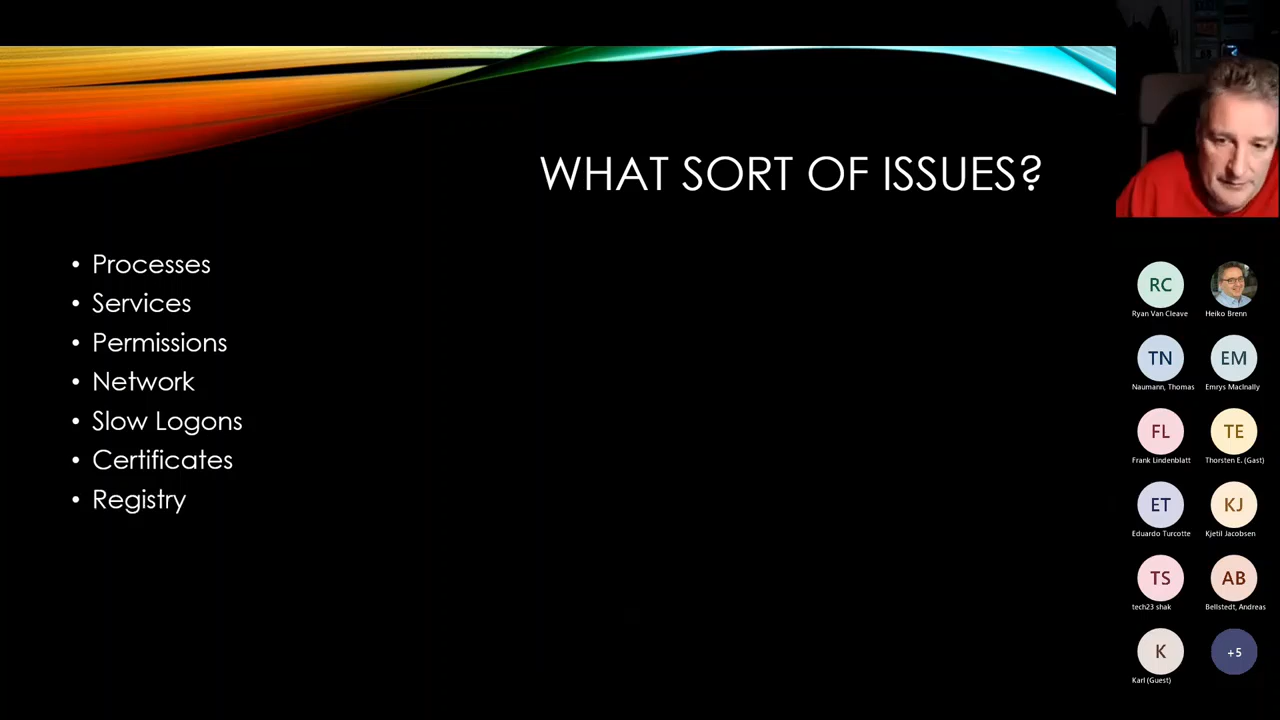 WHAT SORT OF ISSUES?
• Processes
• Services
• Permissions
• Network
• Slow Logons
• Certificates
• Registry
RC
Ryan Van Cleave
Heiko Brenn
TN
Naumann, Thomas
EM
Emrys MacInally
FL
Frank Lindenblatt
TE
Thorsten E. (Gast)
ET
Eduardo Turcotte
KJ
Kjetil Jacobsen
TS
tech23 shak
AB
Bellstedt, Andreas
K
Karl (Guest)
+5